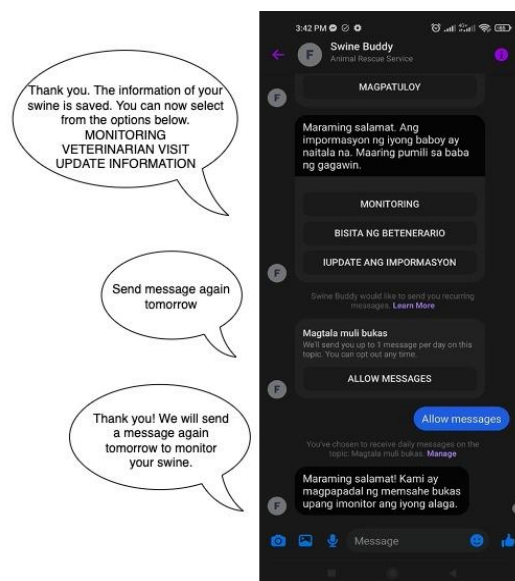 Thank you. The information of your
swine is saved. You can now select
from the options below.
MONITORING
VETERINARIAN VISIT
UPDATE INFORMATION
Send message again
tomorrow
Thank you! We will send
a message again
tomorrow to monitor
your swine.
3:42 PM
Swine Buddy
Animal Rescue Service
F
MAGPATULOY
F
Maraming salamat. Ang
impormasyon ng iyong baboy ay
naitala na. Maaring pumili sa baba
ng gagawin.
MONITORING
BISITA NG BETENERARIO
IUPDATE ANG IMPORMASYON
F
Swine Buddy would like to send you recurring
messages. Learn More
Magtala muli bukas
We'll send you up to 1 message per day on this
topic. You can opt out any time.
ALLOW MESSAGES
F
Allow messages
You've chosen to receive daily messages on the
topic: Magtala muli bukas. Manage
Maraming salamat! Kami ay
magpapadal ng memsahe bukas
upang imonitor ang iyong alaga.
F
Message